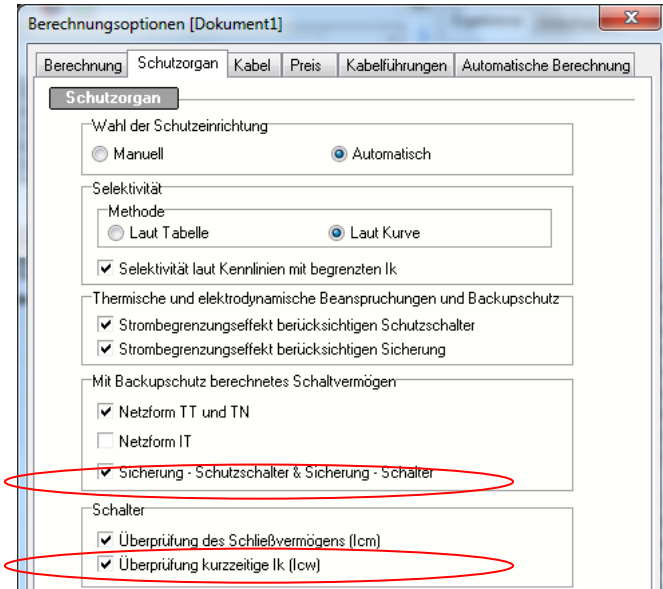 Berechnungsoptionen [Dokument1]
Berechnung Schutzorgan Kabel Preis Kabelführungen Automatische Berechnung
Schutzorgan
Wahl der Schutzeinrichtung
Manuell Automatisch
Selektivität
Methode
Laut Tabelle Laut Kurve
Selektivität laut Kennlinien mit begrenzten Ik
Thermische und elektrodynamische Beanspruchungen und Backupschutz
Strombegrenzungseffekt berücksichtigen Schutzschalter
Strombegrenzungseffekt berücksichtigen Sicherung
Mit Backupschutz berechnetes Schaltvermögen
Netzform TT und TN
Netzform IT
Sicherung - Schutzschalter & Sicherung - Schalter
Schalter
Überprüfung des Schließvermögens (Icm)
Überprüfung kurzzeitige Ik (Icw)